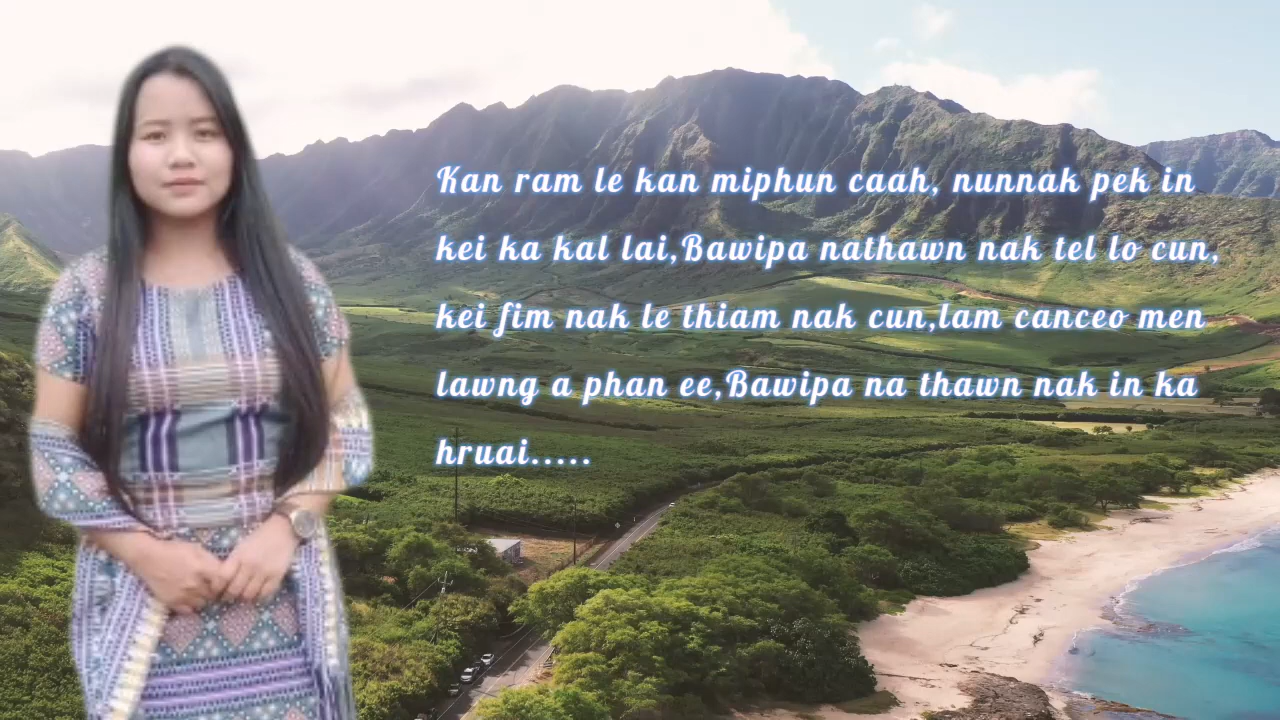 Kan ram le kan miphun caah, nunnak pek in
kei ka kal lai,Bawipa nathawn nak tel lo cun,
kei fim nak le thiam nak cun,lam canceo men
lawng a phan ee,Bawipa na thawn nak in ka
hruai.....